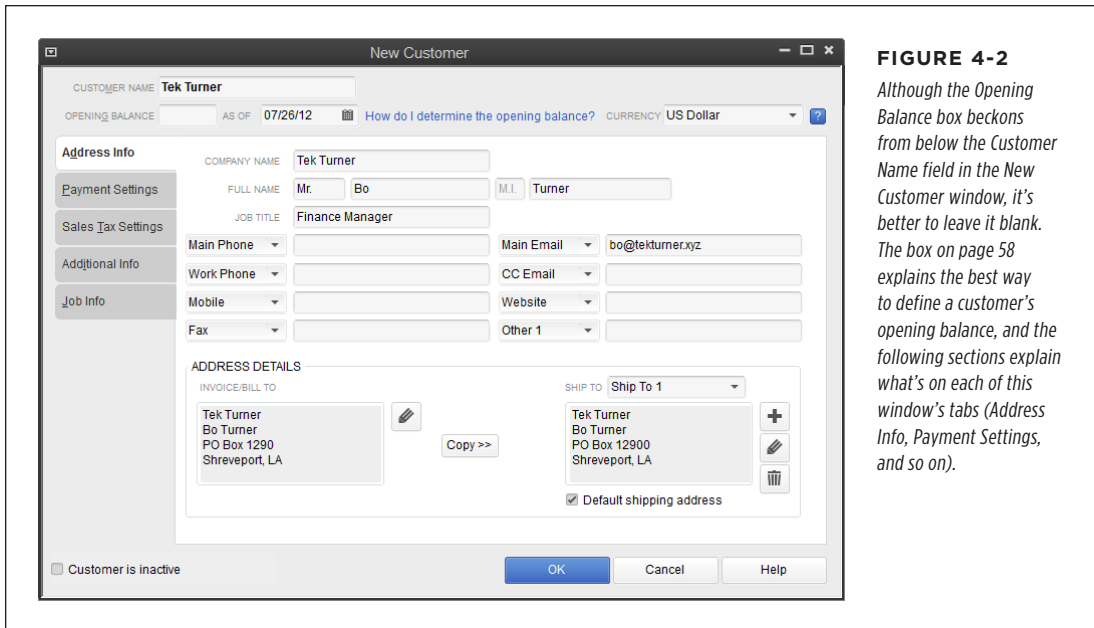 New Customer
CUSTOMER NAME Tek Turner
OPENING BALANCE AS OF 07/26/12 How do I determine the opening balance? CURRENCY US Dollar ?
Address Info
Payment Settings
Sales Tax Settings
Additional Info
Job Info
COMPANY NAME Tek Turner
FULL NAME Mr. Bo M.I. Turner
JOB TITLE Finance Manager
Main Phone Main Email bo@tekturner.xyz
Work Phone CC Email
Mobile Website
Fax Other 1
ADDRESS DETAILS
INVOICE/BILL TO
Tek Turner
Bo Turner
PO Box 1290
Shreveport, LA
Copy >>
SHIP TO Ship To 1
Tek Turner
Bo Turner
PO Box 12900
Shreveport, LA
Default shipping address
Customer is inactive
OK Cancel Help
FIGURE 4-2
Although the Opening
Balance box beckons
from below the Customer
Name field in the New
Customer window, it's
better to leave it blank.
The box on page 58
explains the best way
to define a customer's
opening balance, and the
following sections explain
what's on each of this
window's tabs (Address
Info, Payment Settings,
and so on).